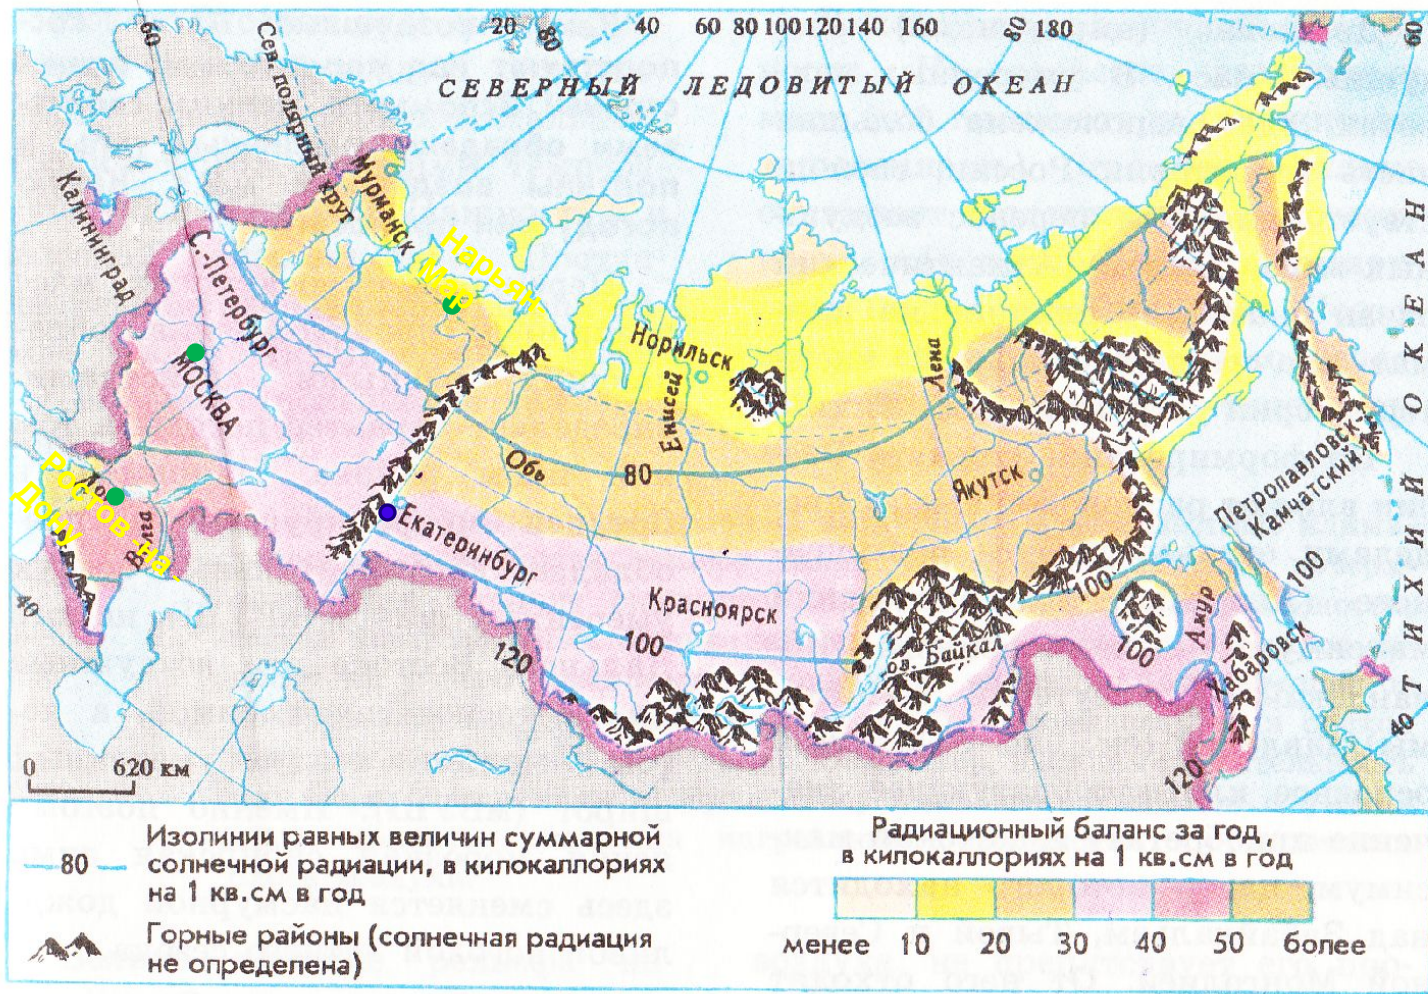 60
20
80
40
60
80
100
120
140
160
80
180
60
СЕВЕРНЫЙ ЛЕДОВИТЫЙ ОКЕАН
Сев. полярный круг
Мурманск
Калининград
С.-Петербург
Нарьян
Мар
МОСКВА
Норильск
Енисей
Лена
ТИХИЙ ОКЕАН
Обь
80
Якутск
Петропавловск-
Камчатский
Ростов -на-
Дону
Волга
Екатеринбург
Красноярск
100
100
100
100
Амур
Хабаровск
оз. Байкал
120
120
40
40
0 620 км
80
Изолинии равных величин суммарной
солнечной радиации, в килокаллориях
на 1 кв.см в год
Горные районы (солнечная радиация
не определена)
Радиационный баланс за год,
в килокаллориях на 1 кв.см в год
менее 10 20 30 40 50 более